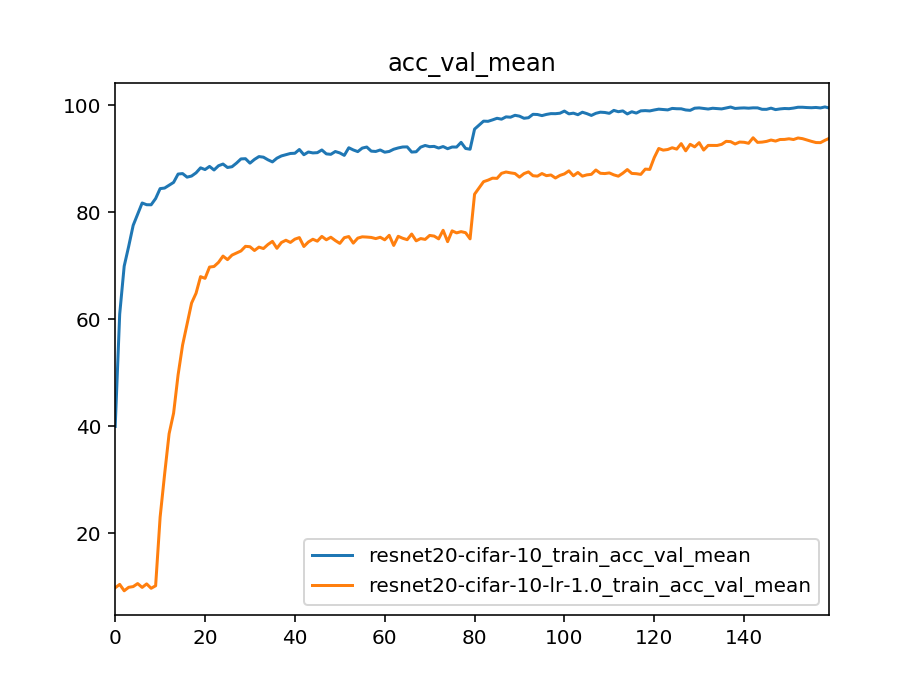 acc_val_mean
100
80
60
40
20
resnet20-cifar-10_train_acc_val_mean
resnet20-cifar-10-lr-1.0_train_acc_val_mean
0 20 40 60 80 100 120 140